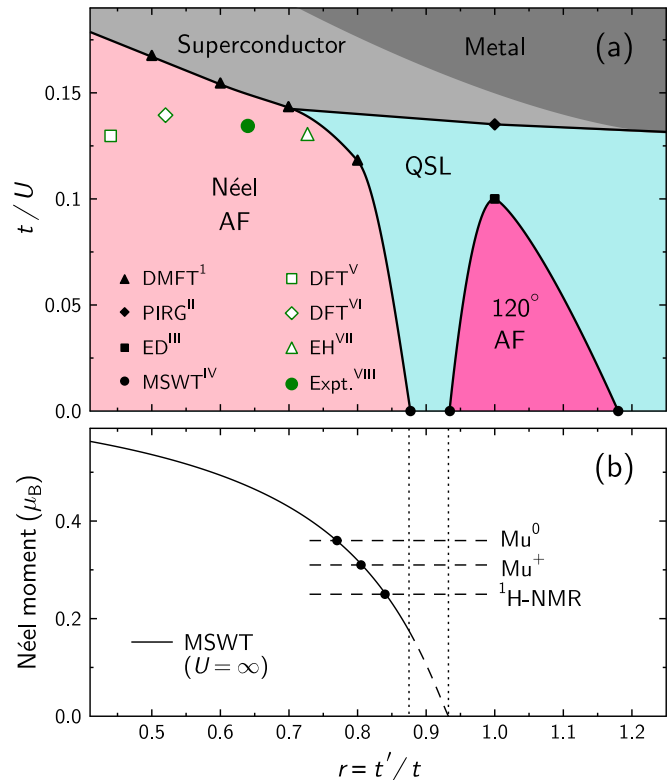 Superconductor
Metal
(a)
0.15
QSL
t / U
0.1
Néel
AF
DMFT¹
DFTⱽ
0.05
PIRGᴵᴵ
DFTⱽᴵ
120°
AF
EDᴵᴵᴵ
EHⱽᴵᴵ
MSWTᴵⱽ
Expt.ⱽᴵᴵᴵ
0.0
(b)
Néel moment (μB)
0.4
Mu⁰
Mu⁺
¹H-NMR
0.2
MSWT
(U = ∞)
0.0
0.5 0.6 0.7 0.8 0.9 1.0 1.1 1.2
r = t′/ t